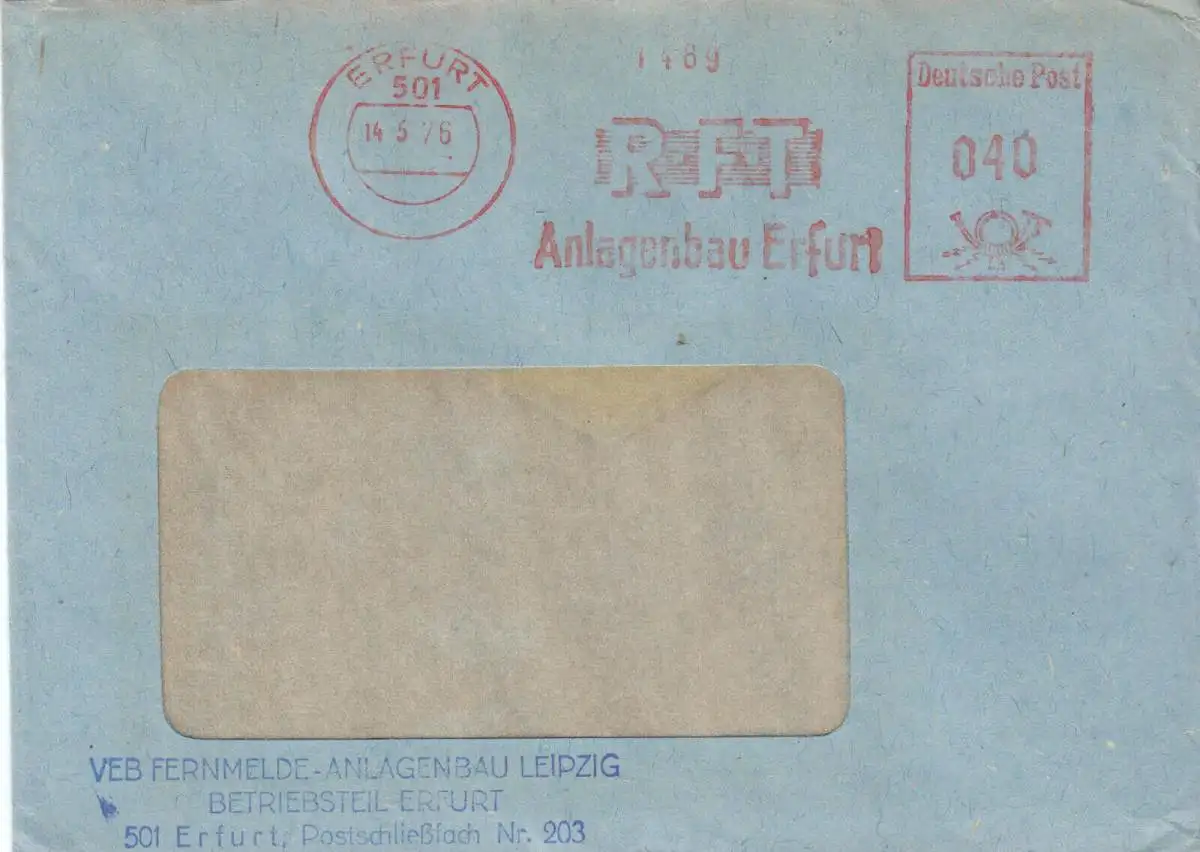 ERFURT
501
14.5.76
1489
RFT
Anlagenbau Erfurt
Deutsche Post
040
VEB FERNMELDE-ANLAGENBAU LEIPZIG
BETRIEBSTEIL ERFURT
501 Erfurt, Postschließfach Nr. 203